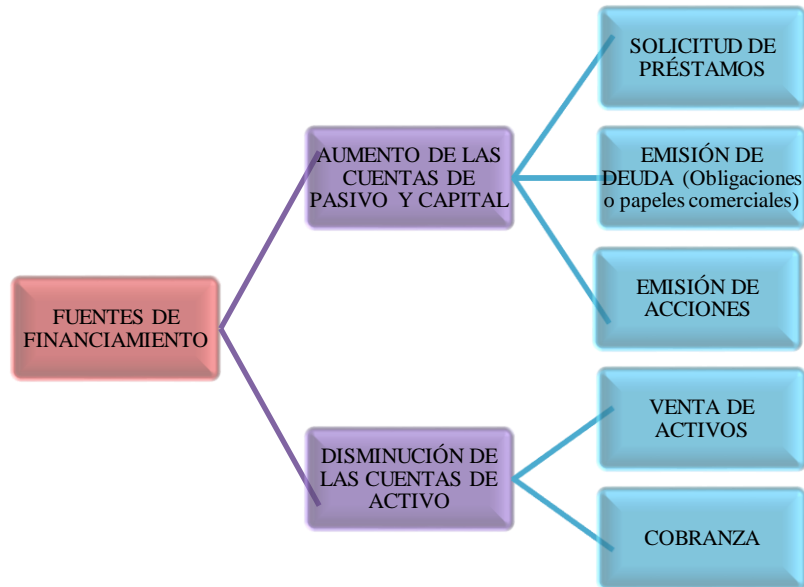 FUENTES DE
FINANCIAMIENTO
AUMENTO DE LAS
CUENTAS DE
PASIVO Y CAPITAL
SOLICITUD DE
PRÉSTAMOS
EMISIÓN DE
DEUDA (Obligaciones
o papeles comerciales)
EMISIÓN DE
ACCIONES
DISMINUCIÓN DE
LAS CUENTAS DE
ACTIVO
VENTA DE
ACTIVOS
COBRANZA